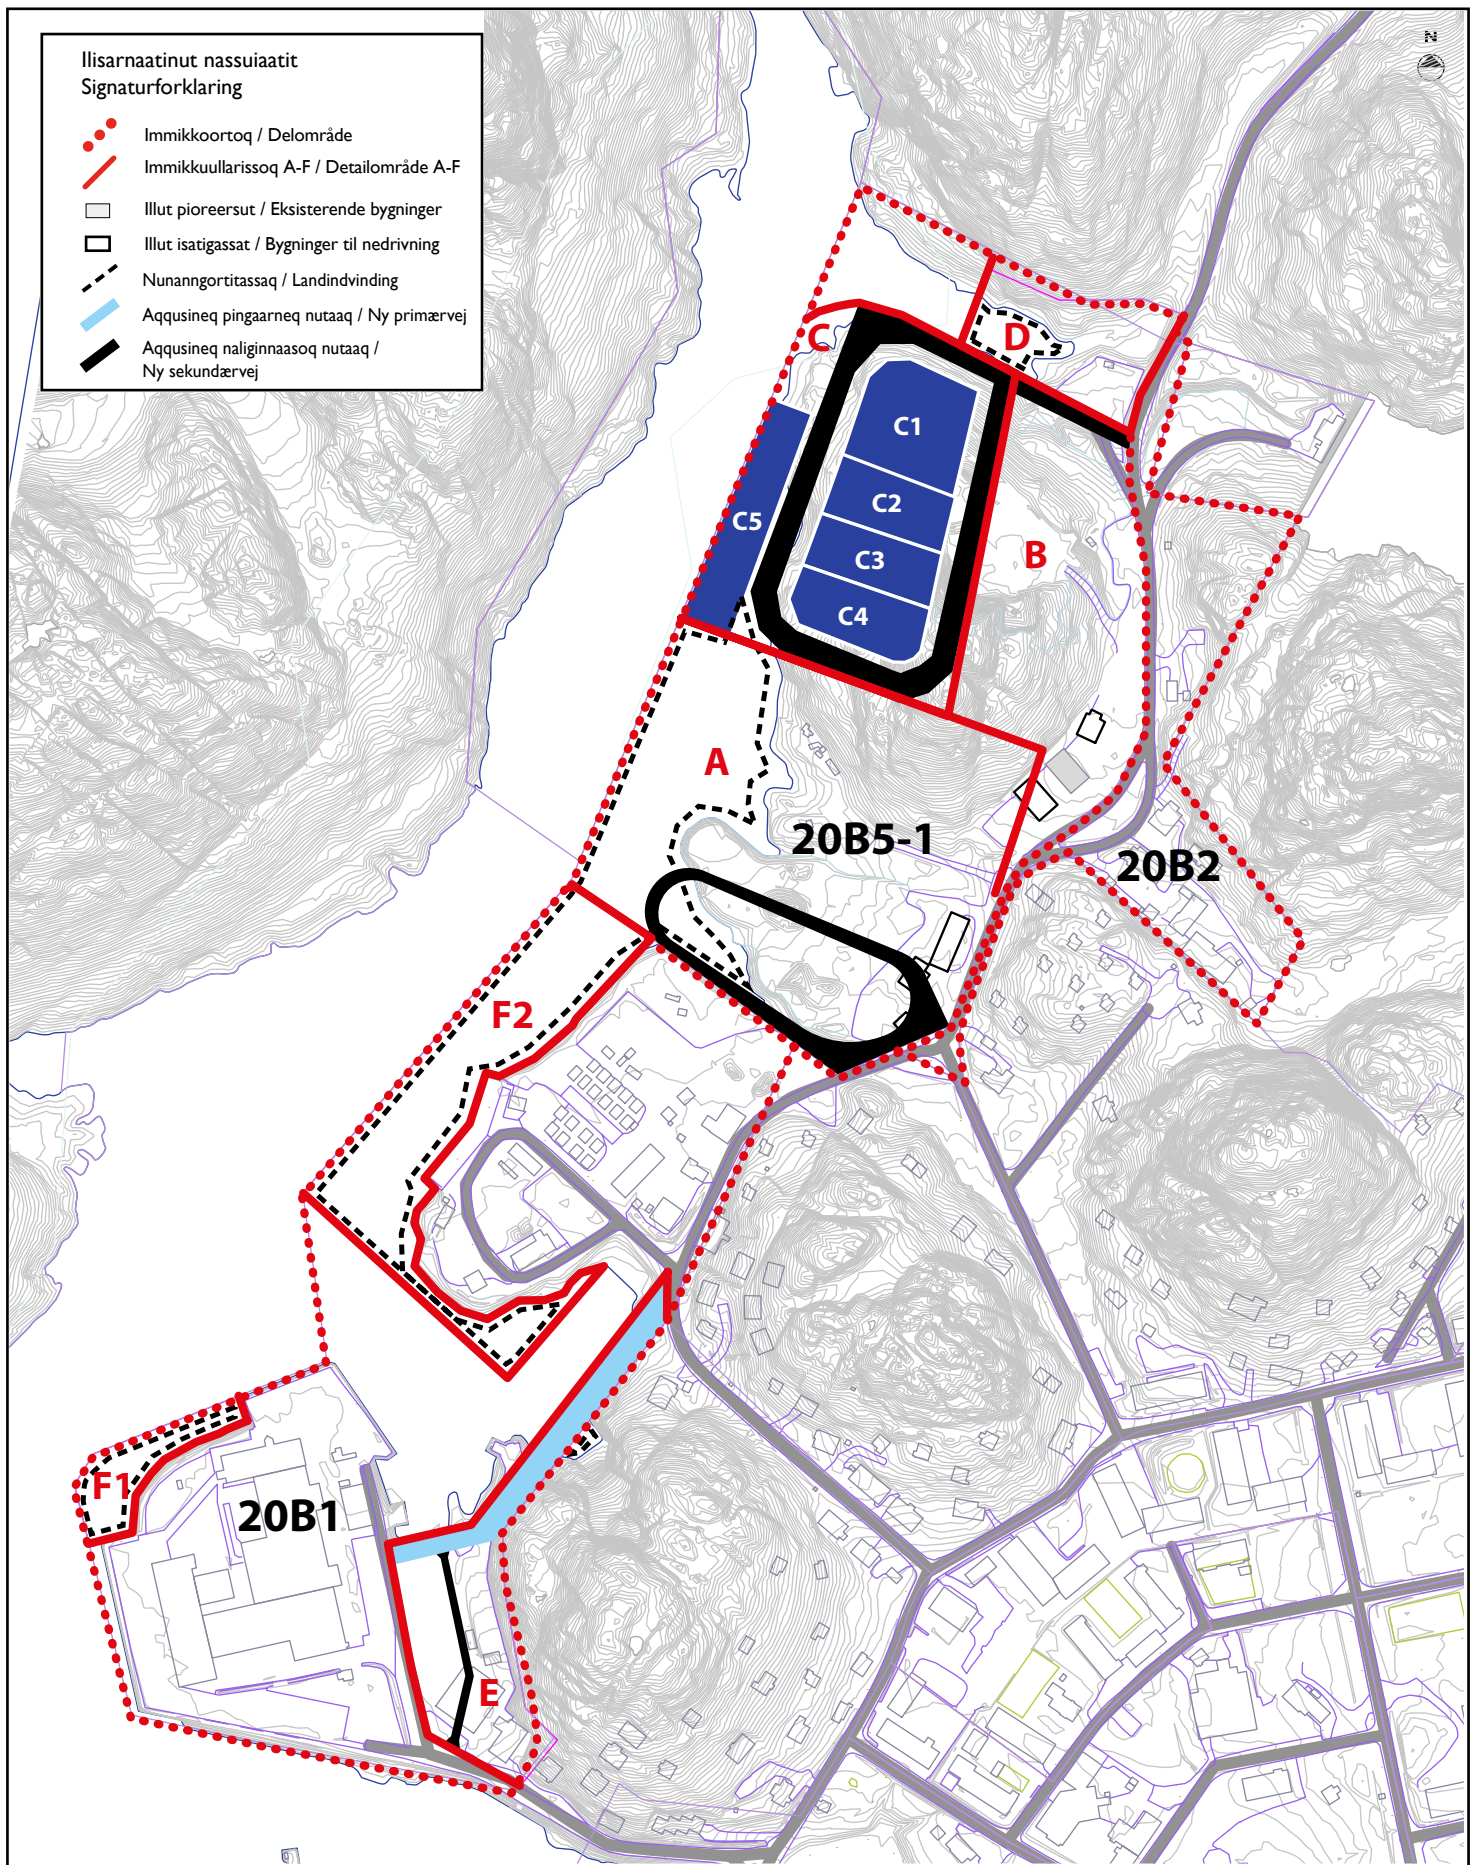 Ilisarnaatinut nassuiaatit
Signaturforklaring
Immikkoortoq / Delområde
Immikkuullarissoq A-F / Detailområde A-F
Illut pioreersut / Eksisterende bygninger
Illut isatigassat / Bygninger til nedrivning
Nunanngortitassaq / Landindvinding
Aqqusineq pingaarneq nutaaq / Ny primærvej
Aqqusineq naliginnaasoq nutaaq /
Ny sekundærvej
N
C
D
C1
C2
C5
B
C3
C4
A
20B5-1
20B2
F2
F1
20B1
E